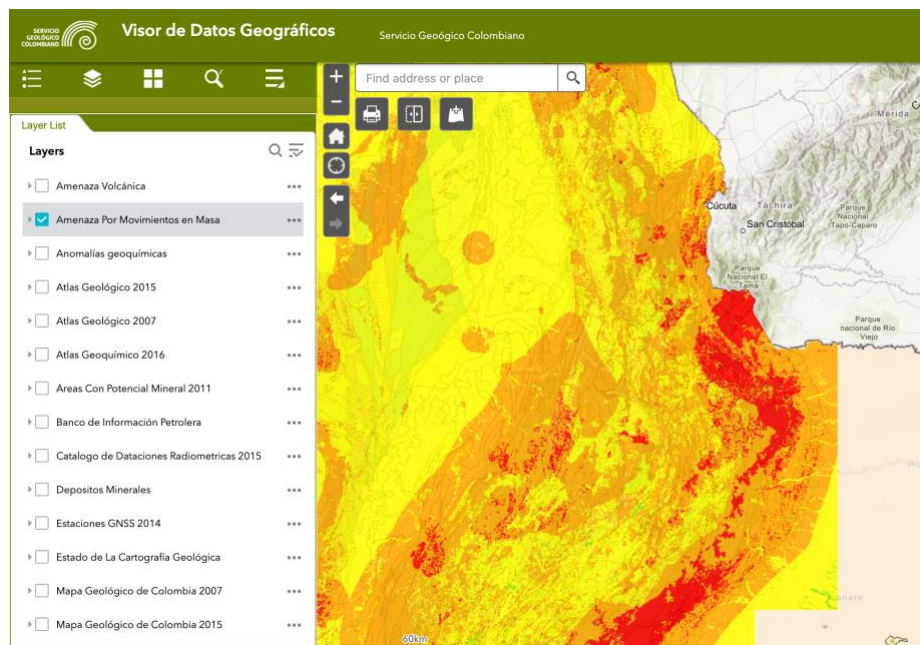 SERVICIO
GEOLÓGICO
COLOMBIANO
Visor de Datos Geográficos
Servicio Geogógico Colombiano
Find address or place
Layer List
Layers
Amenaza Volcánica
Amenaza Por Movimientos en Masa
Anomalías geoquímicas
Atlas Geológico 2015
Atlas Geológico 2007
Atlas Geoquímico 2016
Areas Con Potencial Mineral 2011
Banco de Información Petrolera
Catalogo de Dataciones Radiometricas 2015
Depositos Minerales
Estaciones GNSS 2014
Estado de La Cartografía Geológica
Mapa Geológico de Colombia 2007
Mapa Geológico de Colombia 2015
Mérida
Cúcuta
Táchira
San Cristóbal
Parque
Nacional
Tapo-Caparo
Parque
Nacional El
Tamá
Parque
nacional de Río
Viejo
60km